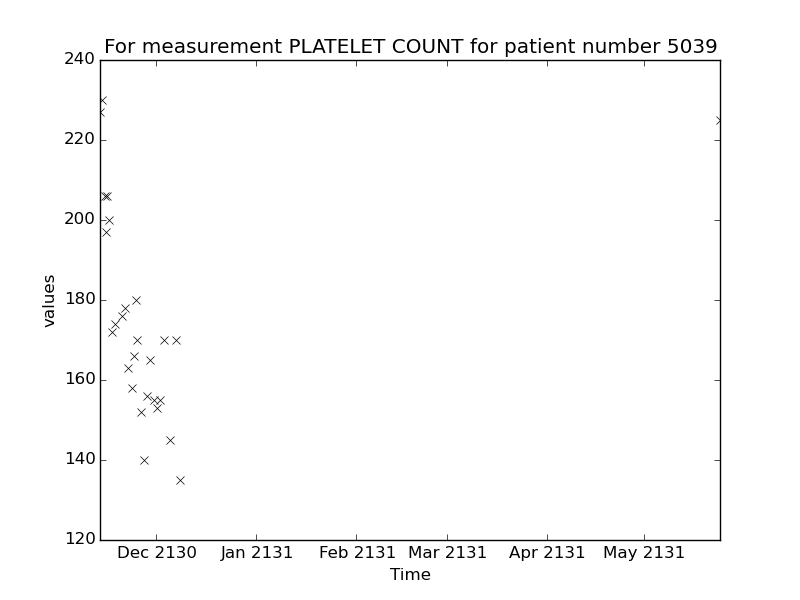 For measurement PLATELET COUNT for patient number 5039
240
220
200
180
160
140
120
values
Dec 2130 Jan 2131 Feb 2131 Mar 2131 Apr 2131 May 2131
Time